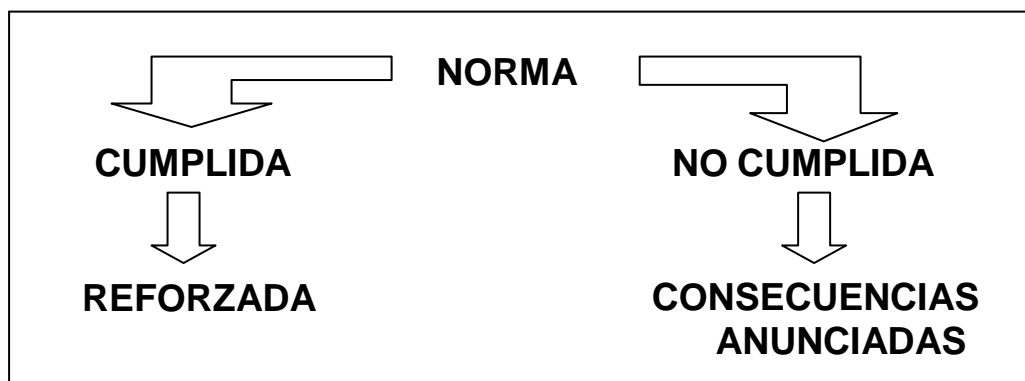 NORMA
CUMPLIDA
NO CUMPLIDA
REFORZADA
CONSECUENCIAS
ANUNCIADAS